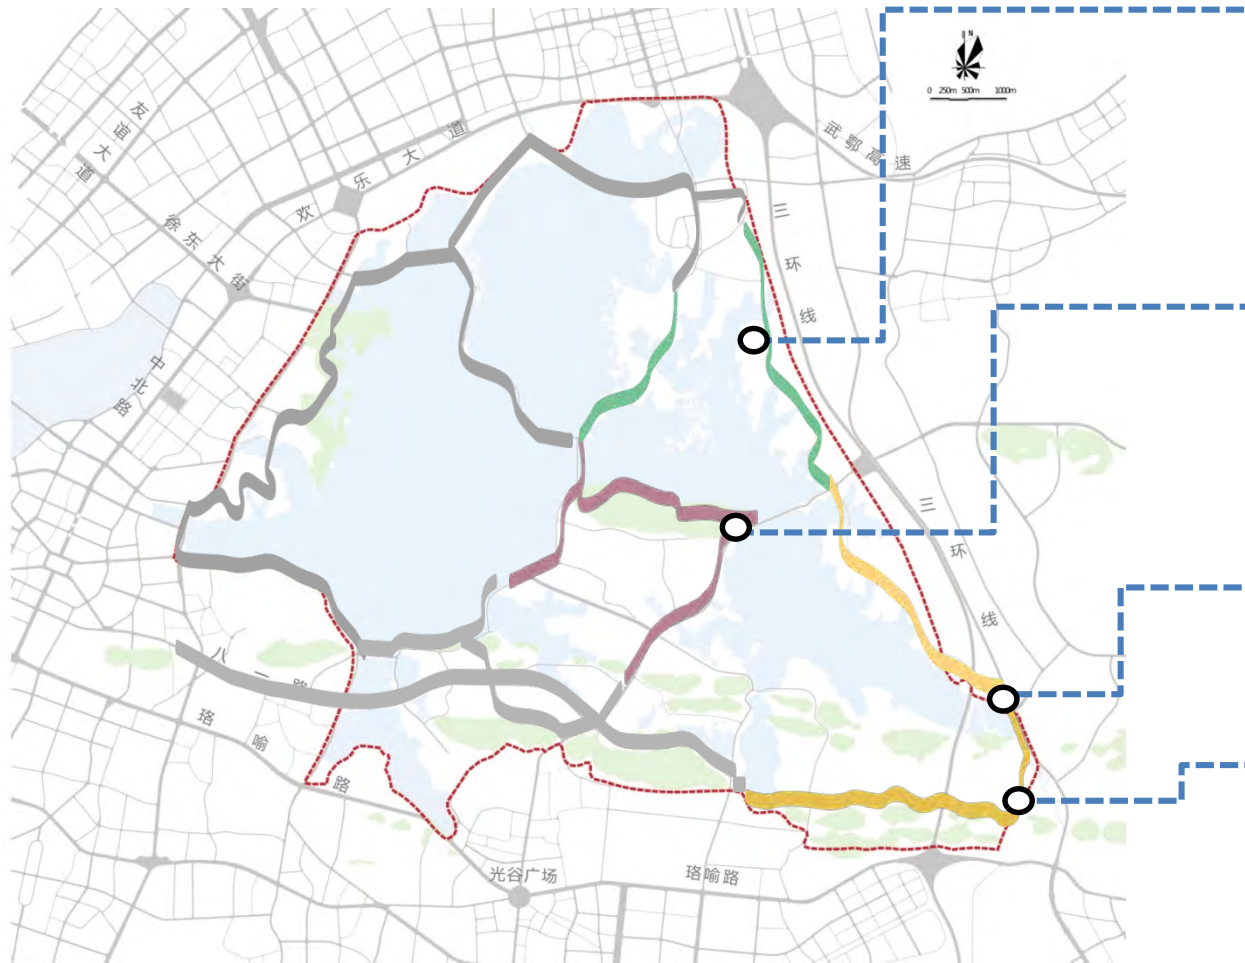 N
0 250m 500m 1000m
友谊大道
武鄂高速
欢乐大道
徐东大街
三环线
中北路
三环线
八一路
珞喻路
光谷广场
珞喻路